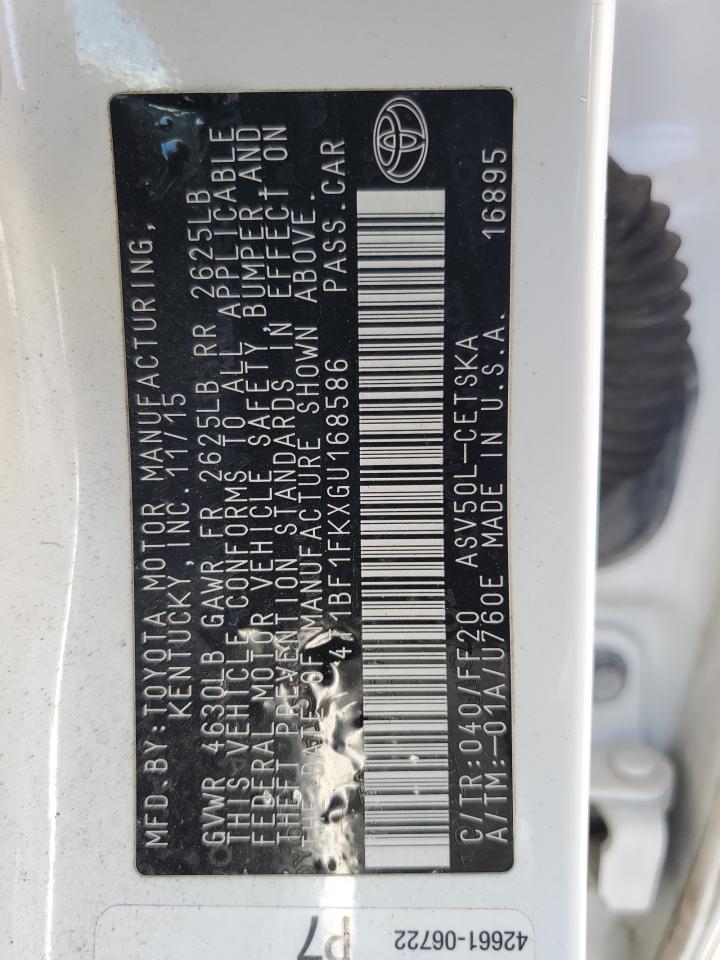 MFD.BY:TOYOTA MOTOR MANUFACTURING,
KENTUCKY,INC. 11/15
GVWR 4630LB GAWR FR 2625LB RR 2625LB
THIS VEHICLE CONFORMS TO ALL APPLICABLE
FEDERAL MOTOR VEHICLE SAFETY,BUMPER,AND
THEFT PREVENTION STANDARDS IN EFFECT ON
THE DATE OF MANUFACTURE SHOWN ABOVE.
PASS.CAR
C/TR:040/FF20 ASV50L-CETSKA 16895
A/TM:-01A/U760E MADE IN U.S.A.
42661-06722